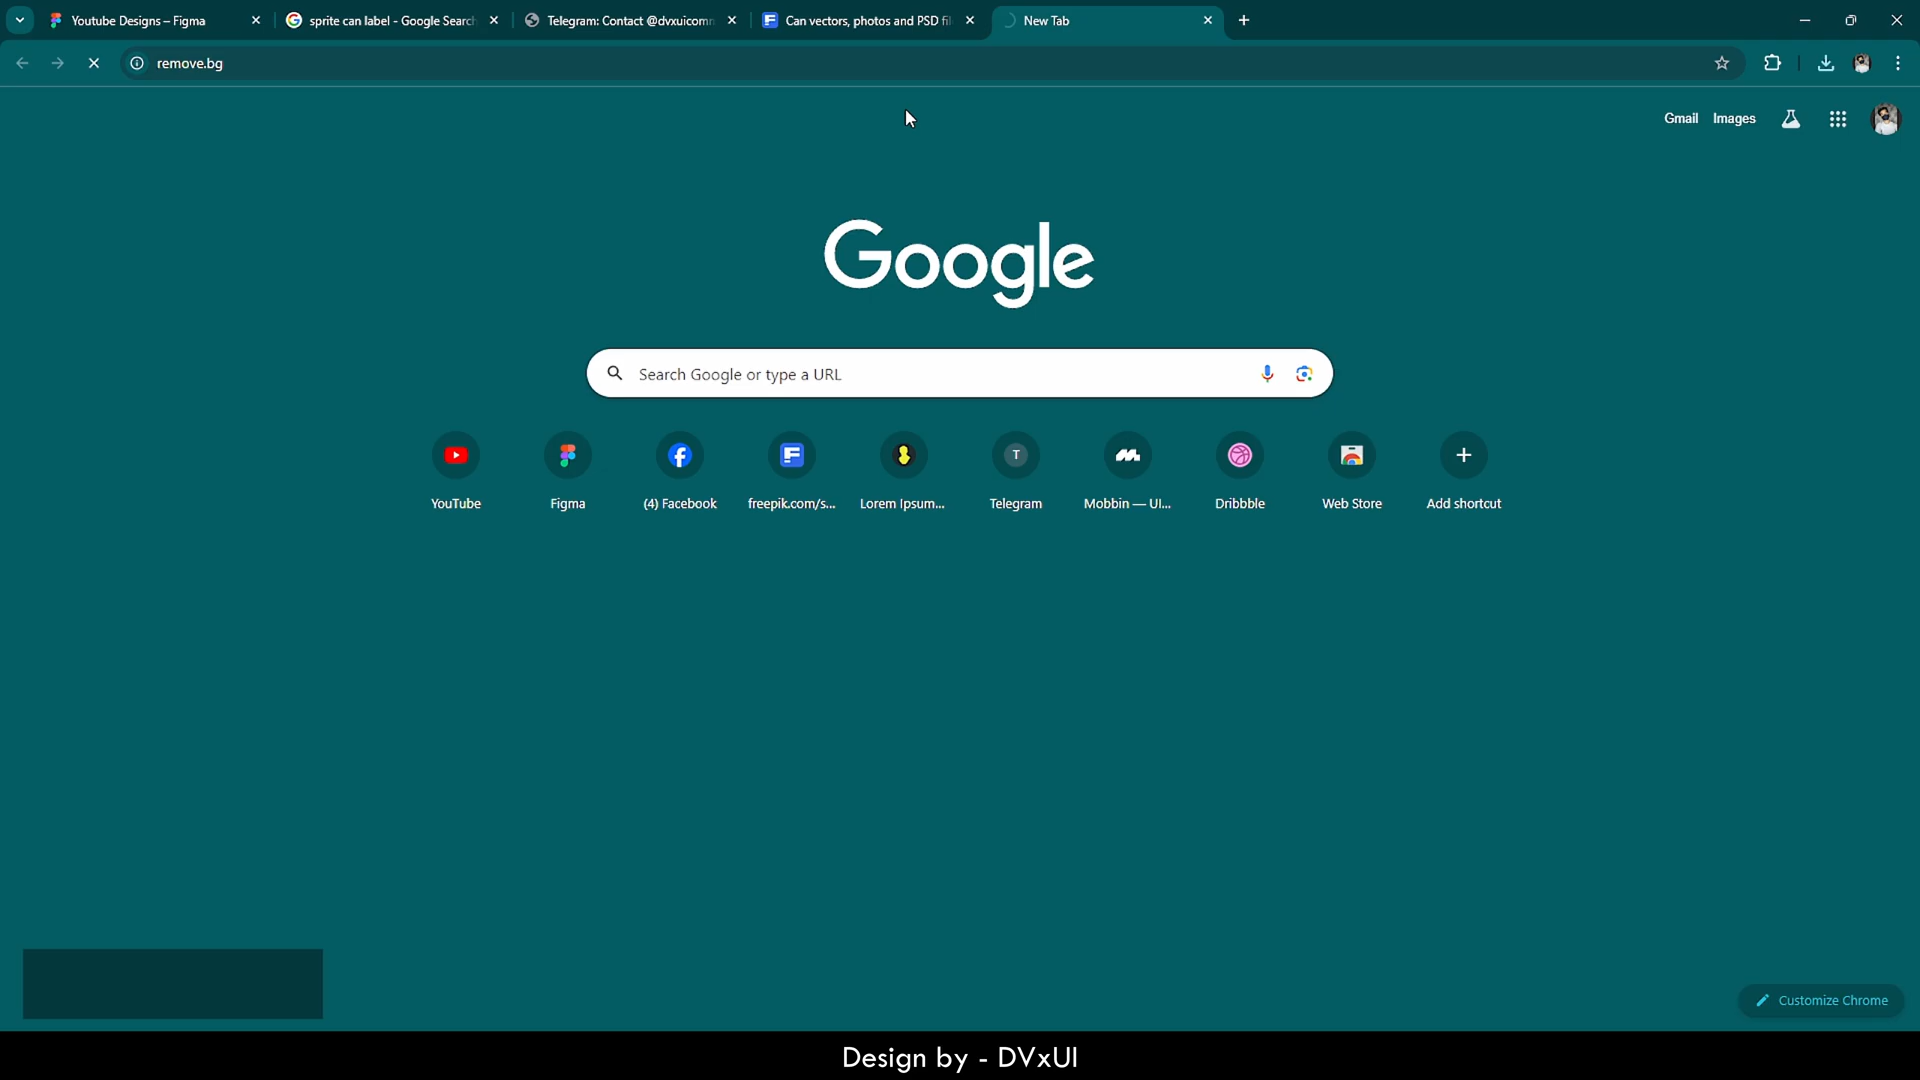 Youtube Designs – Figma
sprite can label - Google Search
Telegram: Contact @dvxuicomm
Can vectors, photos and PSD fil
New Tab
remove.bg
Gmail
Images
Google
Search Google or type a URL
YouTube
Figma
(4) Facebook
freepik.com/s...
Lorem Ipsum...
T
Telegram
Mobbin — UI...
Dribbble
Web Store
Add shortcut
Customize Chrome
Design by - DVxUI